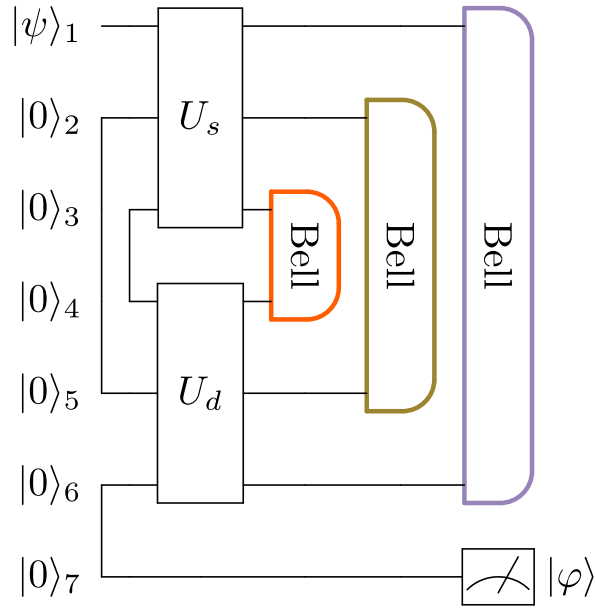 |ψ⟩₁
|0⟩₂
U_s
|0⟩₃
Bell Bell Bell
|0⟩₄
|0⟩₅
U_d
|0⟩₆
|0⟩₇
|φ⟩